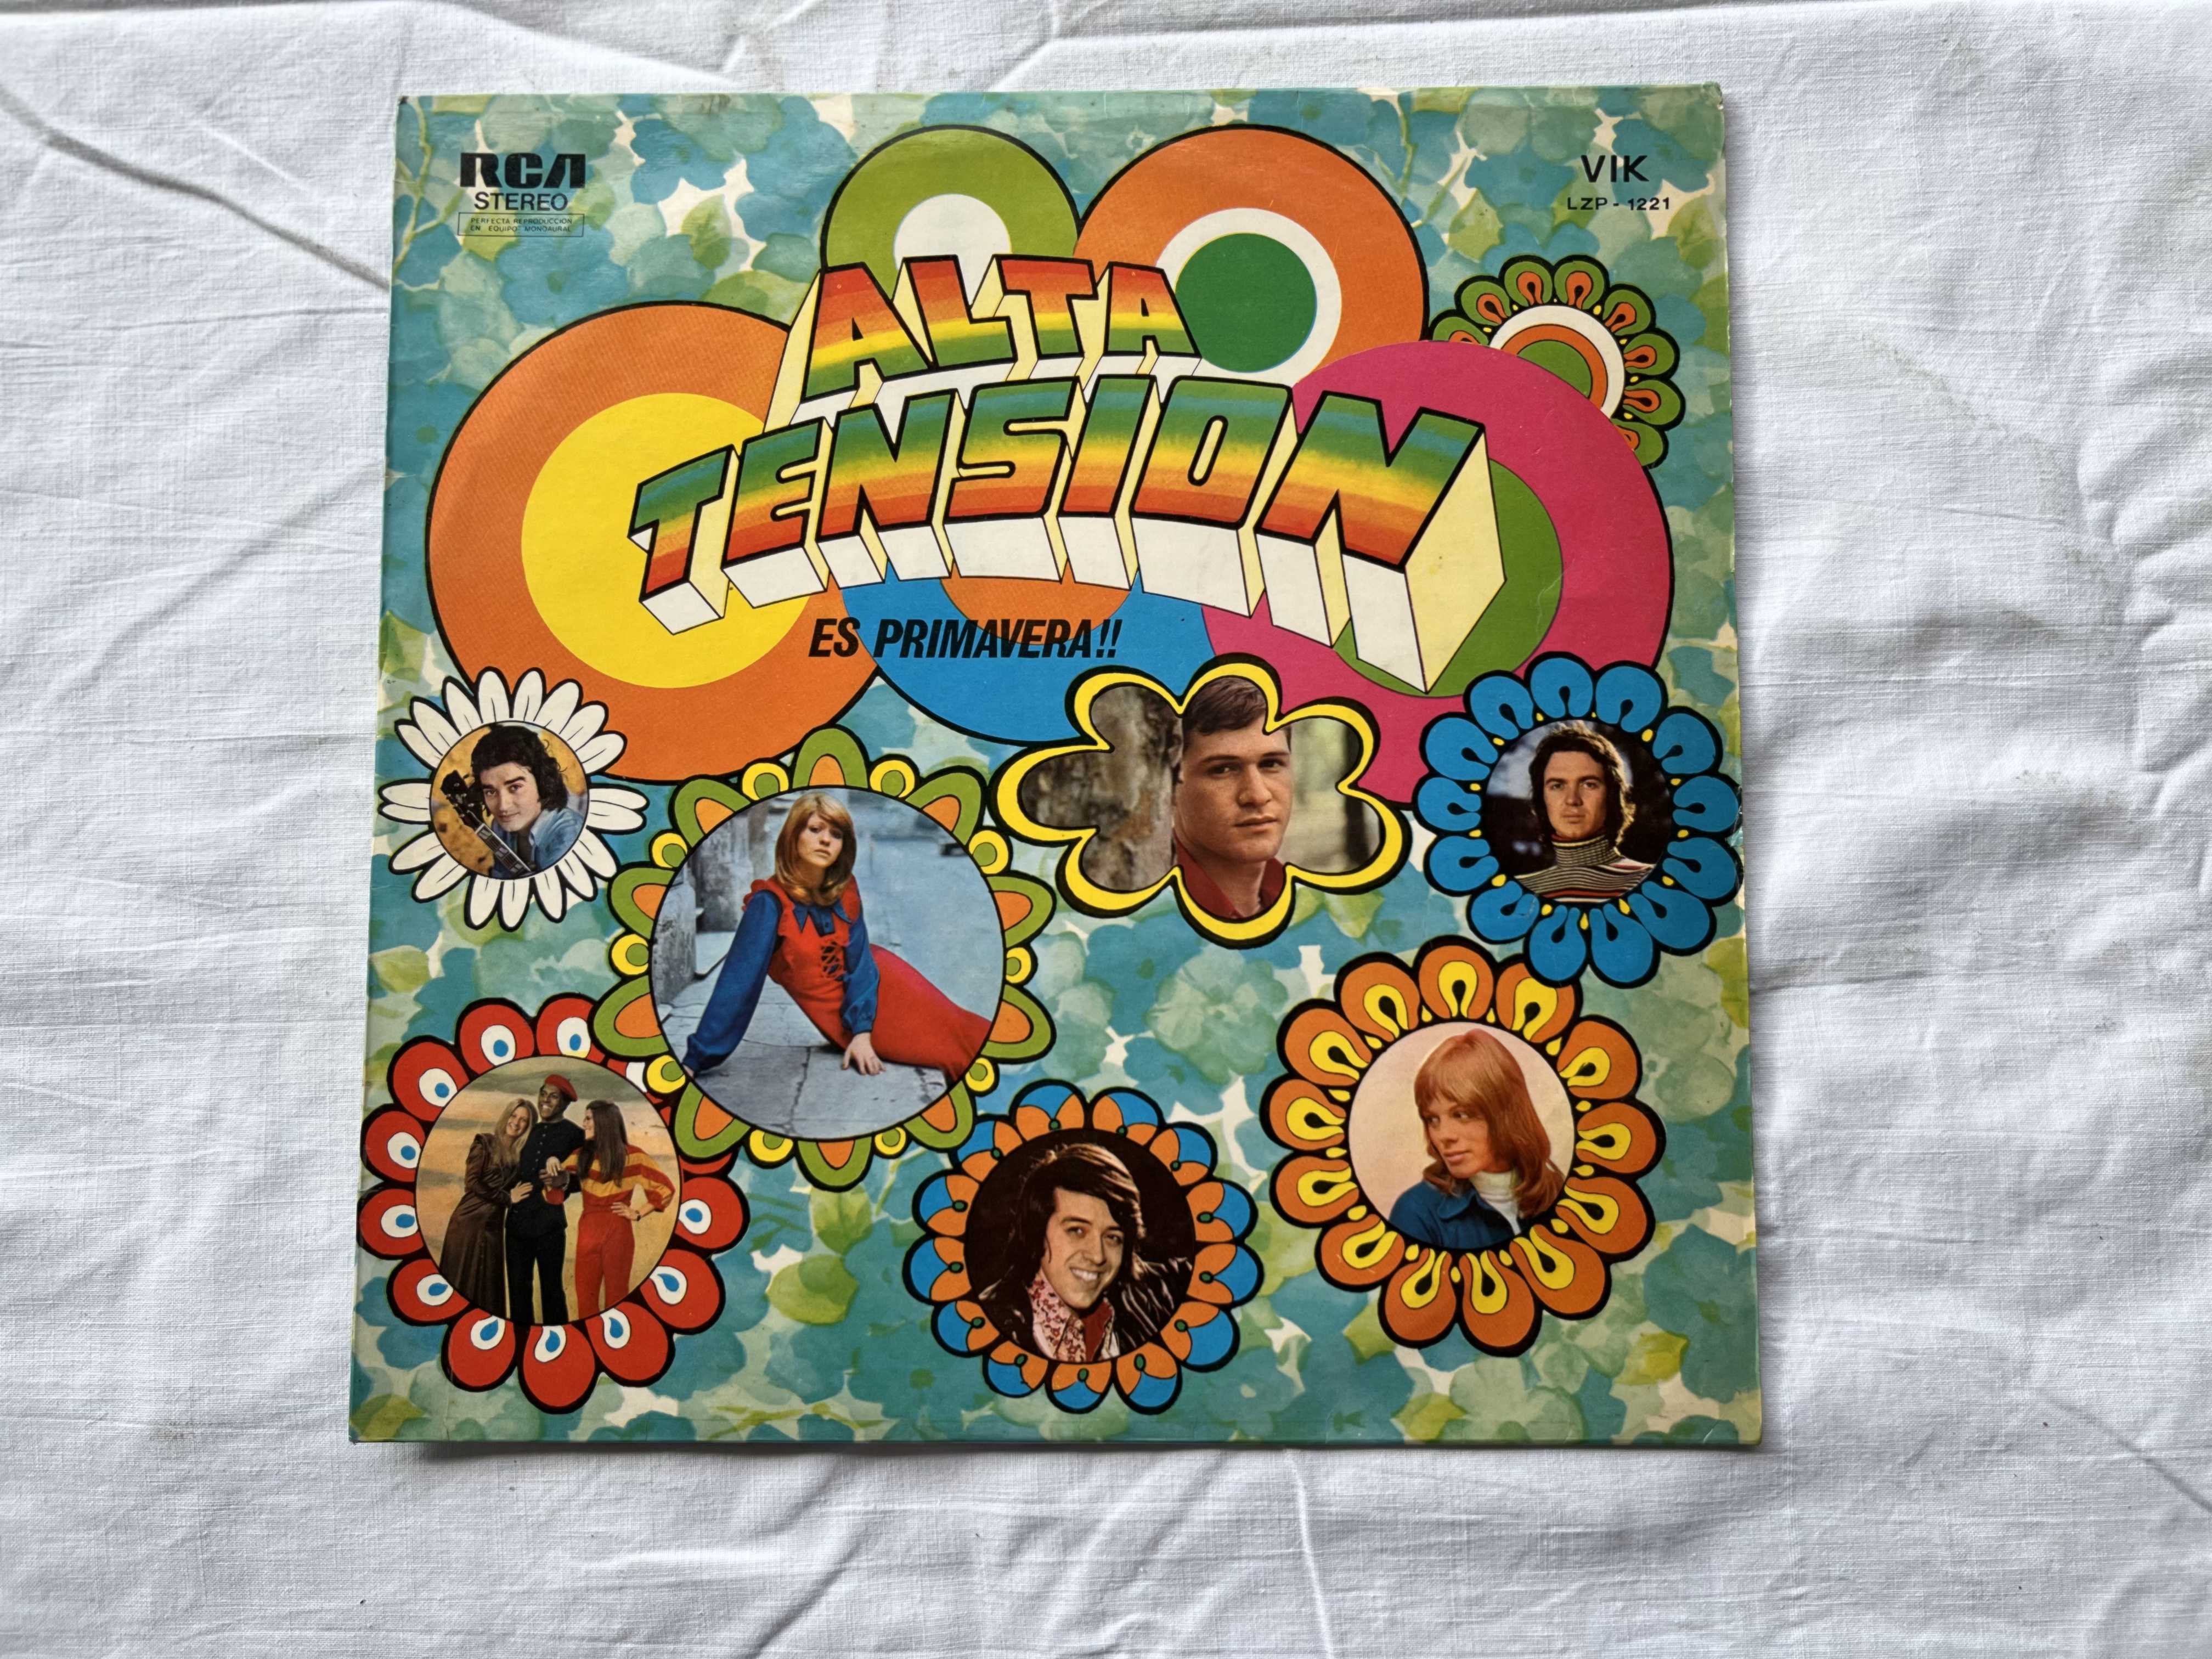 RCA
STEREO
PERFECTA REPRODUCCION
EN EQUIPO MONOAURAL
VIK
LZP - 1221
ALTA
TENSION
ES PRIMAVERA!!